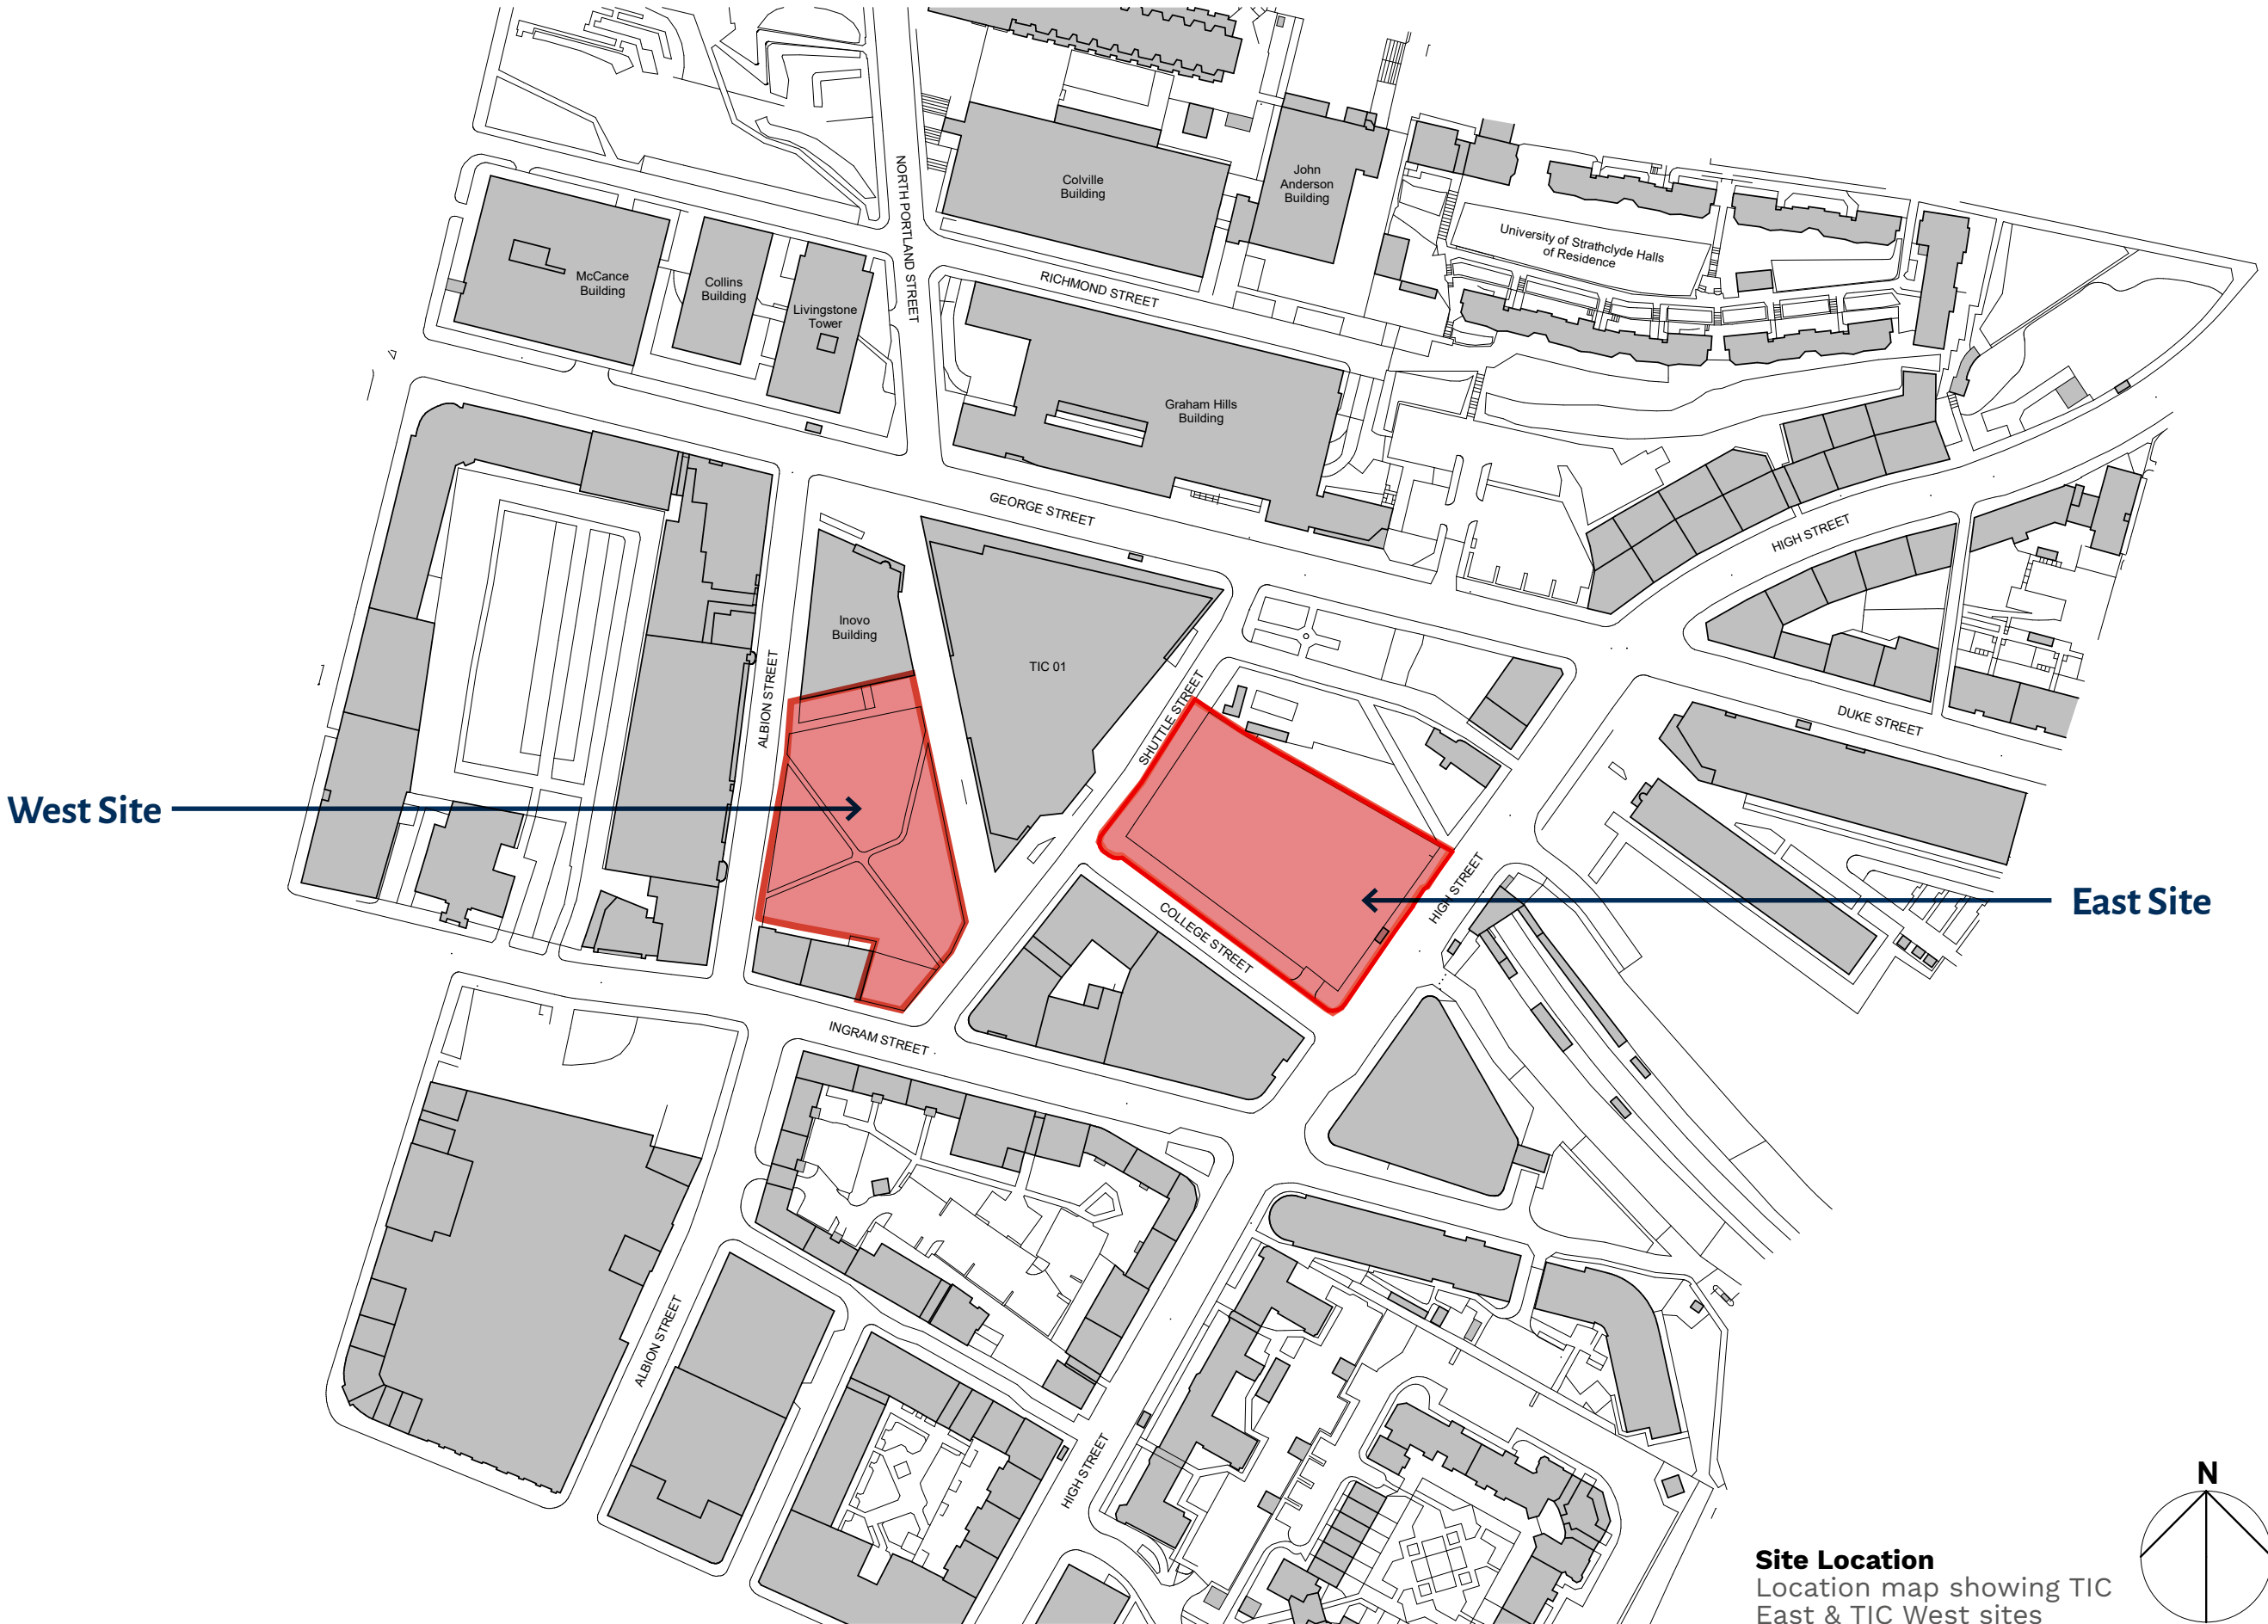 NORTH PORTLAND STREET
Colville
Building
John
Anderson
Building
University of Strathclyde Halls
of Residence
McCance
Building
Collins
Building
Livingstone
Tower
RICHMOND STREET
Graham Hills
Building
GEORGE STREET
HIGH STREET
Inovo
Building
TIC 01
ALBION STREET
SHUTTLE STREET
DUKE STREET
West Site
HIGH STREET
East Site
COLLEGE STREET
INGRAM STREET
ALBION STREET
HIGH STREET
N
Site Location
Location map showing TIC
East & TIC West sites